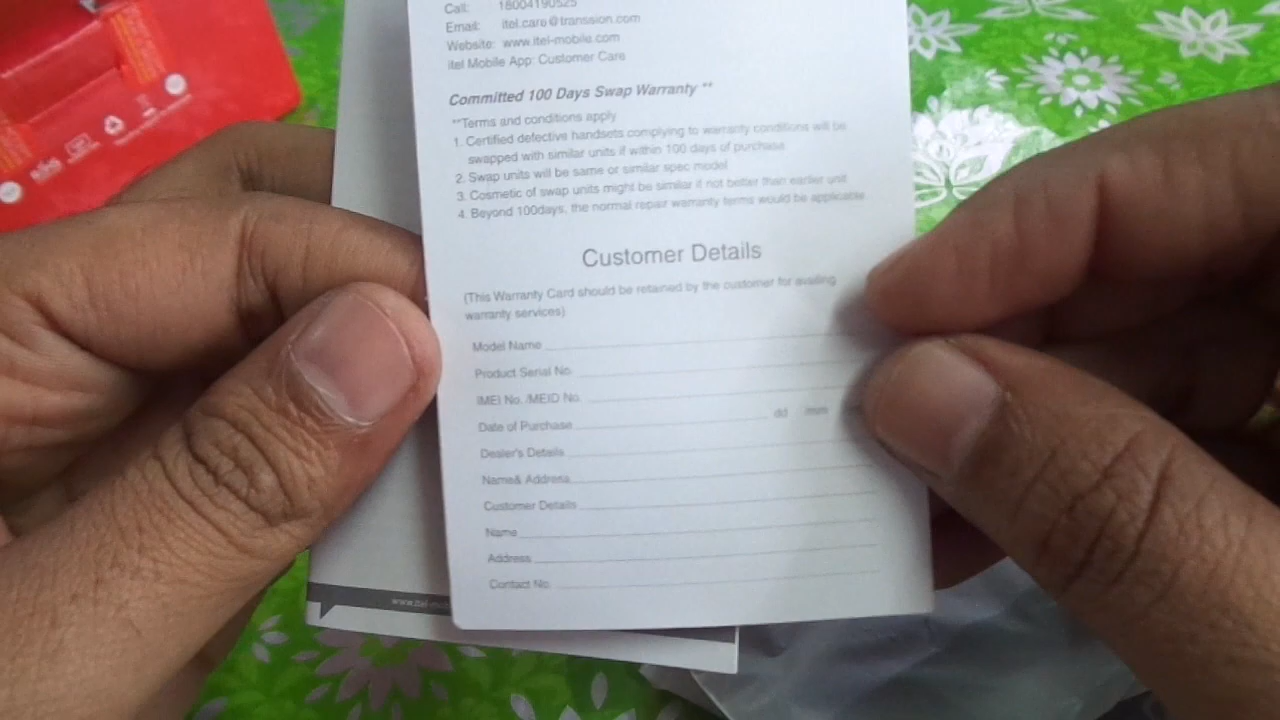 Call: 18004190525
Email: itel.care@transsion.com
Website: www.itel-mobile.com
itel Mobile App: Customer Care
Committed 100 Days Swap Warranty **
**Terms and conditions apply
1. Certified defective handsets complying to warranty conditions will be
swapped with similar units if within 100 days of purchase
2. Swap units will be same or similar spec model
3. Cosmetic of swap units might be similar if not better than earlier unit
4. Beyond 100days, the normal repair warranty terms would be applicable
Customer Details
(This Warranty Card should be retained by the customer for availing
warranty services)
Model Name
Product Serial No.
IMEI No. /MEID No.
Date of Purchase dd mm
Dealer's Details
Name& Address
Customer Details
Name
Address
Contact No.